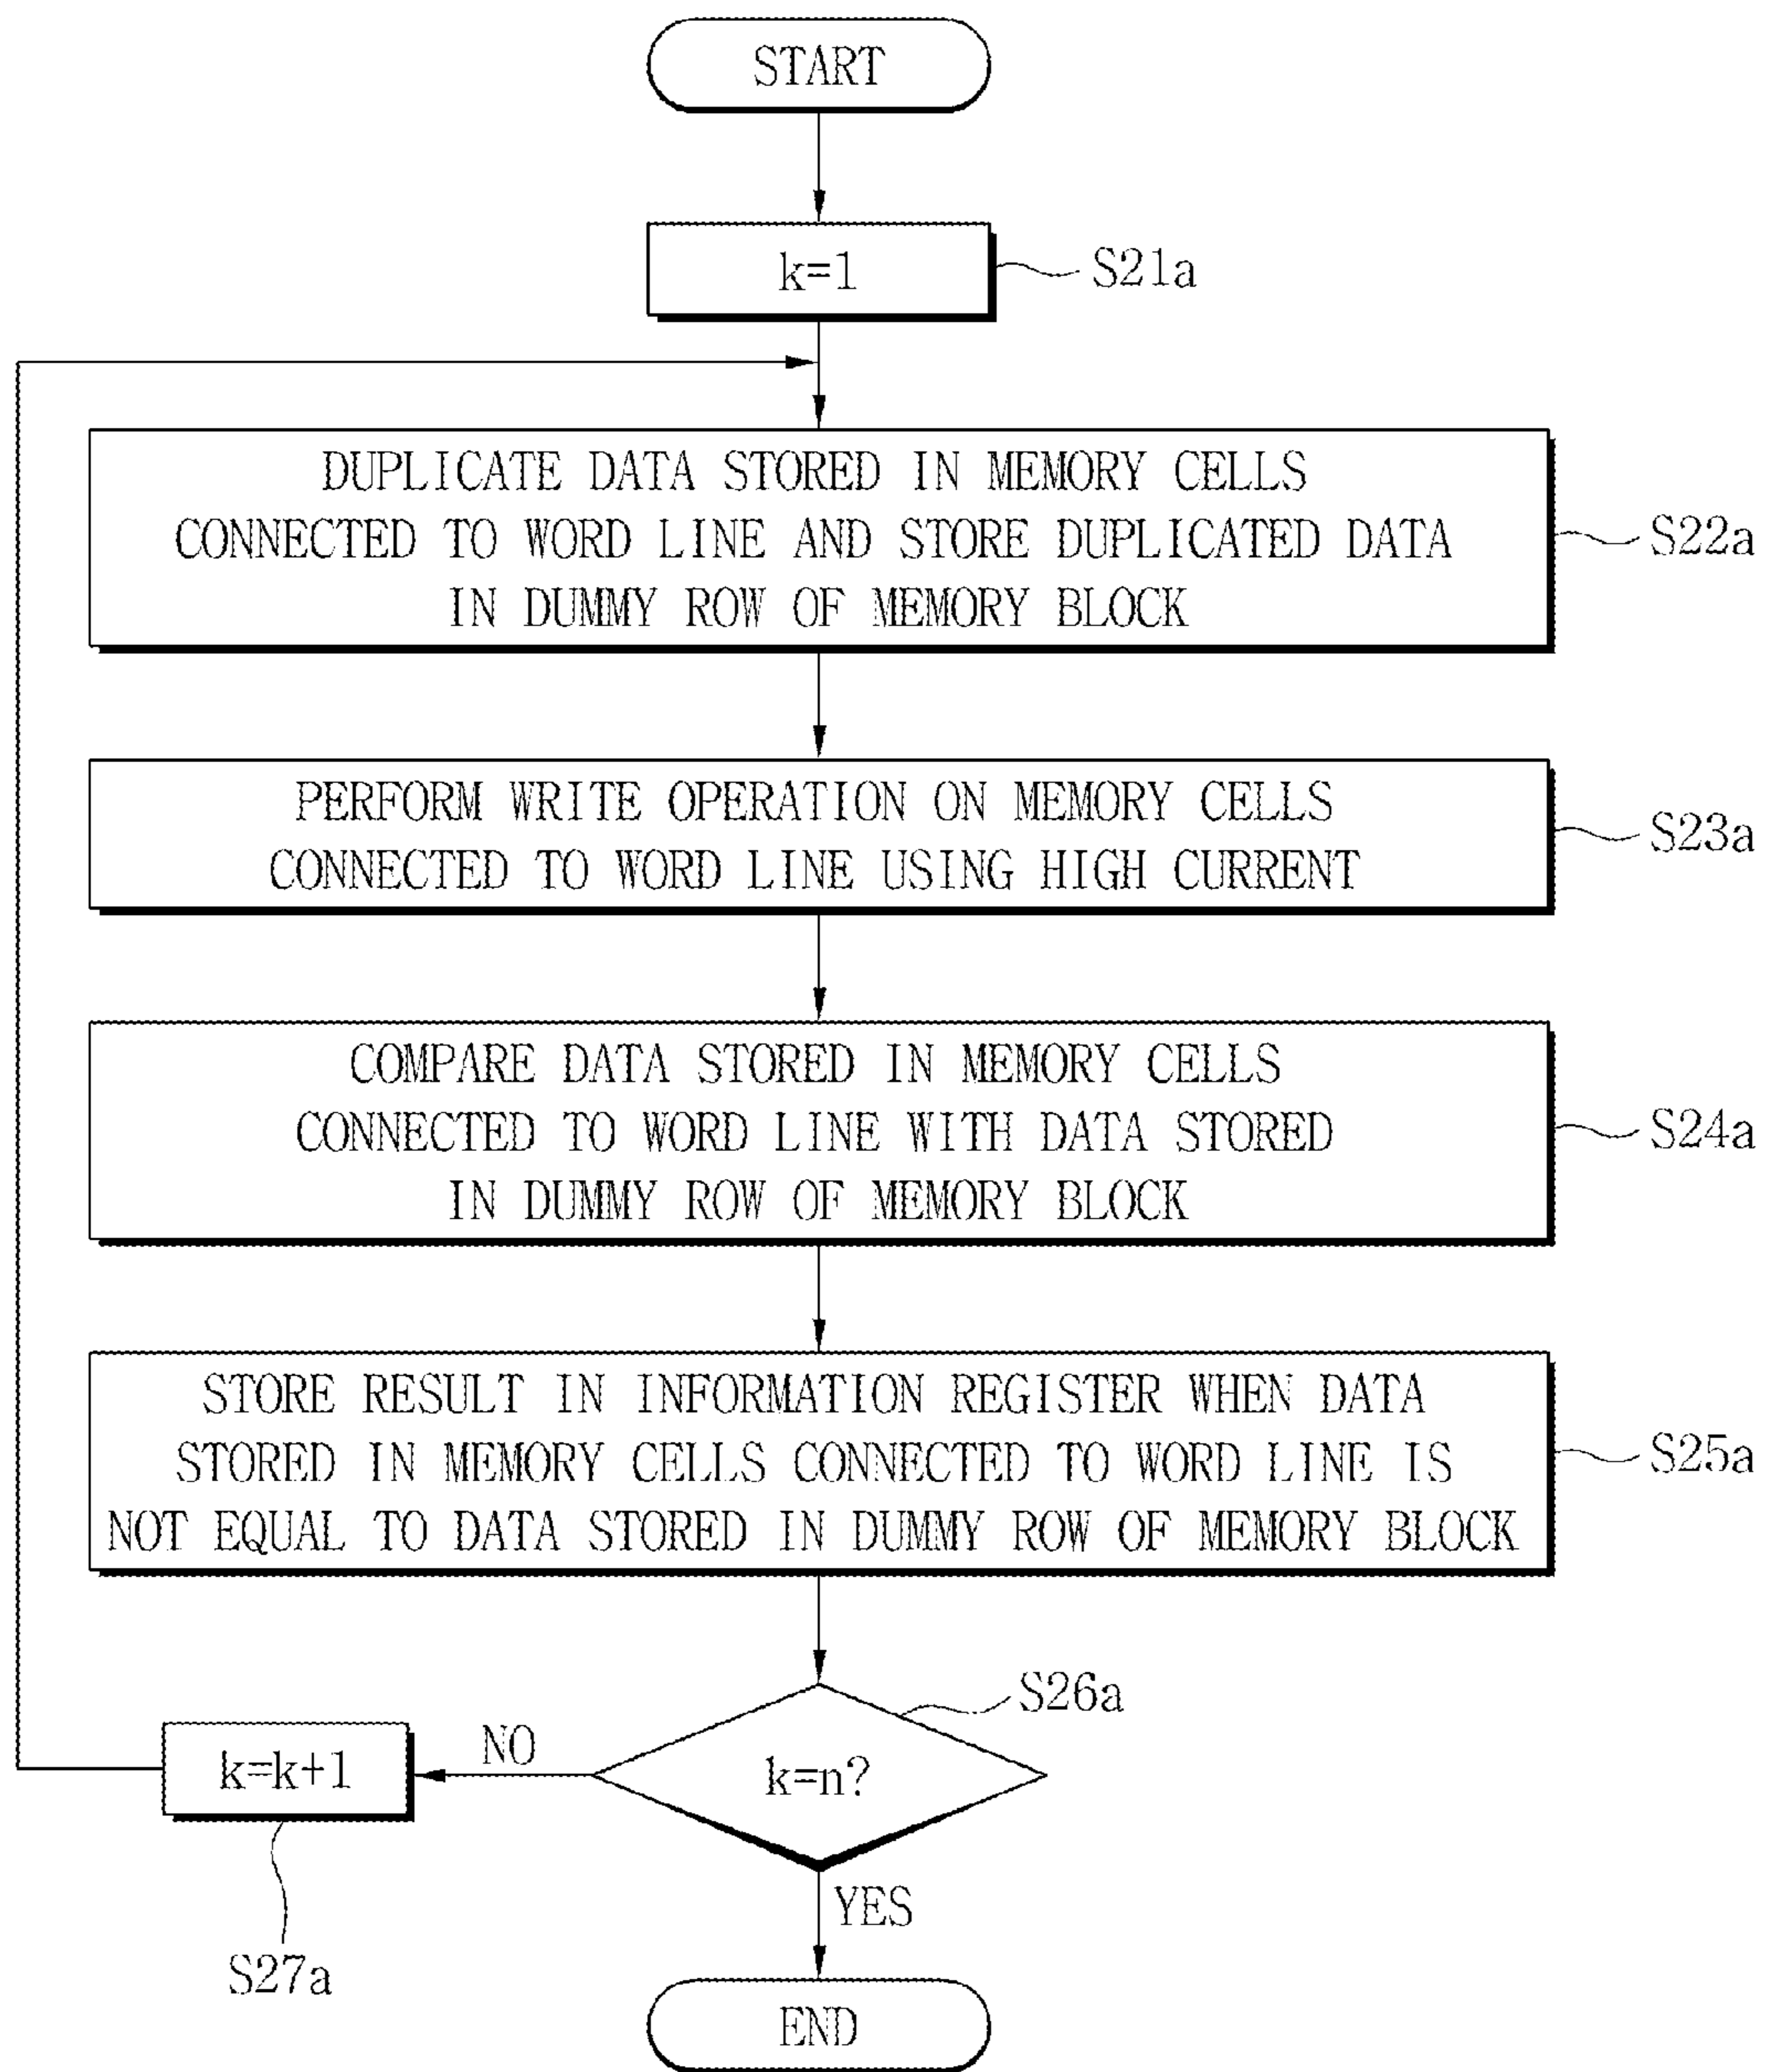 START
k=1
S21a
DUPLICATE DATA STORED IN MEMORY CELLS
CONNECTED TO WORD LINE AND STORE DUPLICATED DATA
IN DUMMY ROW OF MEMORY BLOCK
S22a
PERFORM WRITE OPERATION ON MEMORY CELLS
CONNECTED TO WORD LINE USING HIGH CURRENT
S23a
COMPARE DATA STORED IN MEMORY CELLS
CONNECTED TO WORD LINE WITH DATA STORED
IN DUMMY ROW OF MEMORY BLOCK
S24a
STORE RESULT IN INFORMATION REGISTER WHEN DATA
STORED IN MEMORY CELLS CONNECTED TO WORD LINE IS
NOT EQUAL TO DATA STORED IN DUMMY ROW OF MEMORY BLOCK
S25a
S26a
k=n?
NO
k=k+1
S27a
YES
END